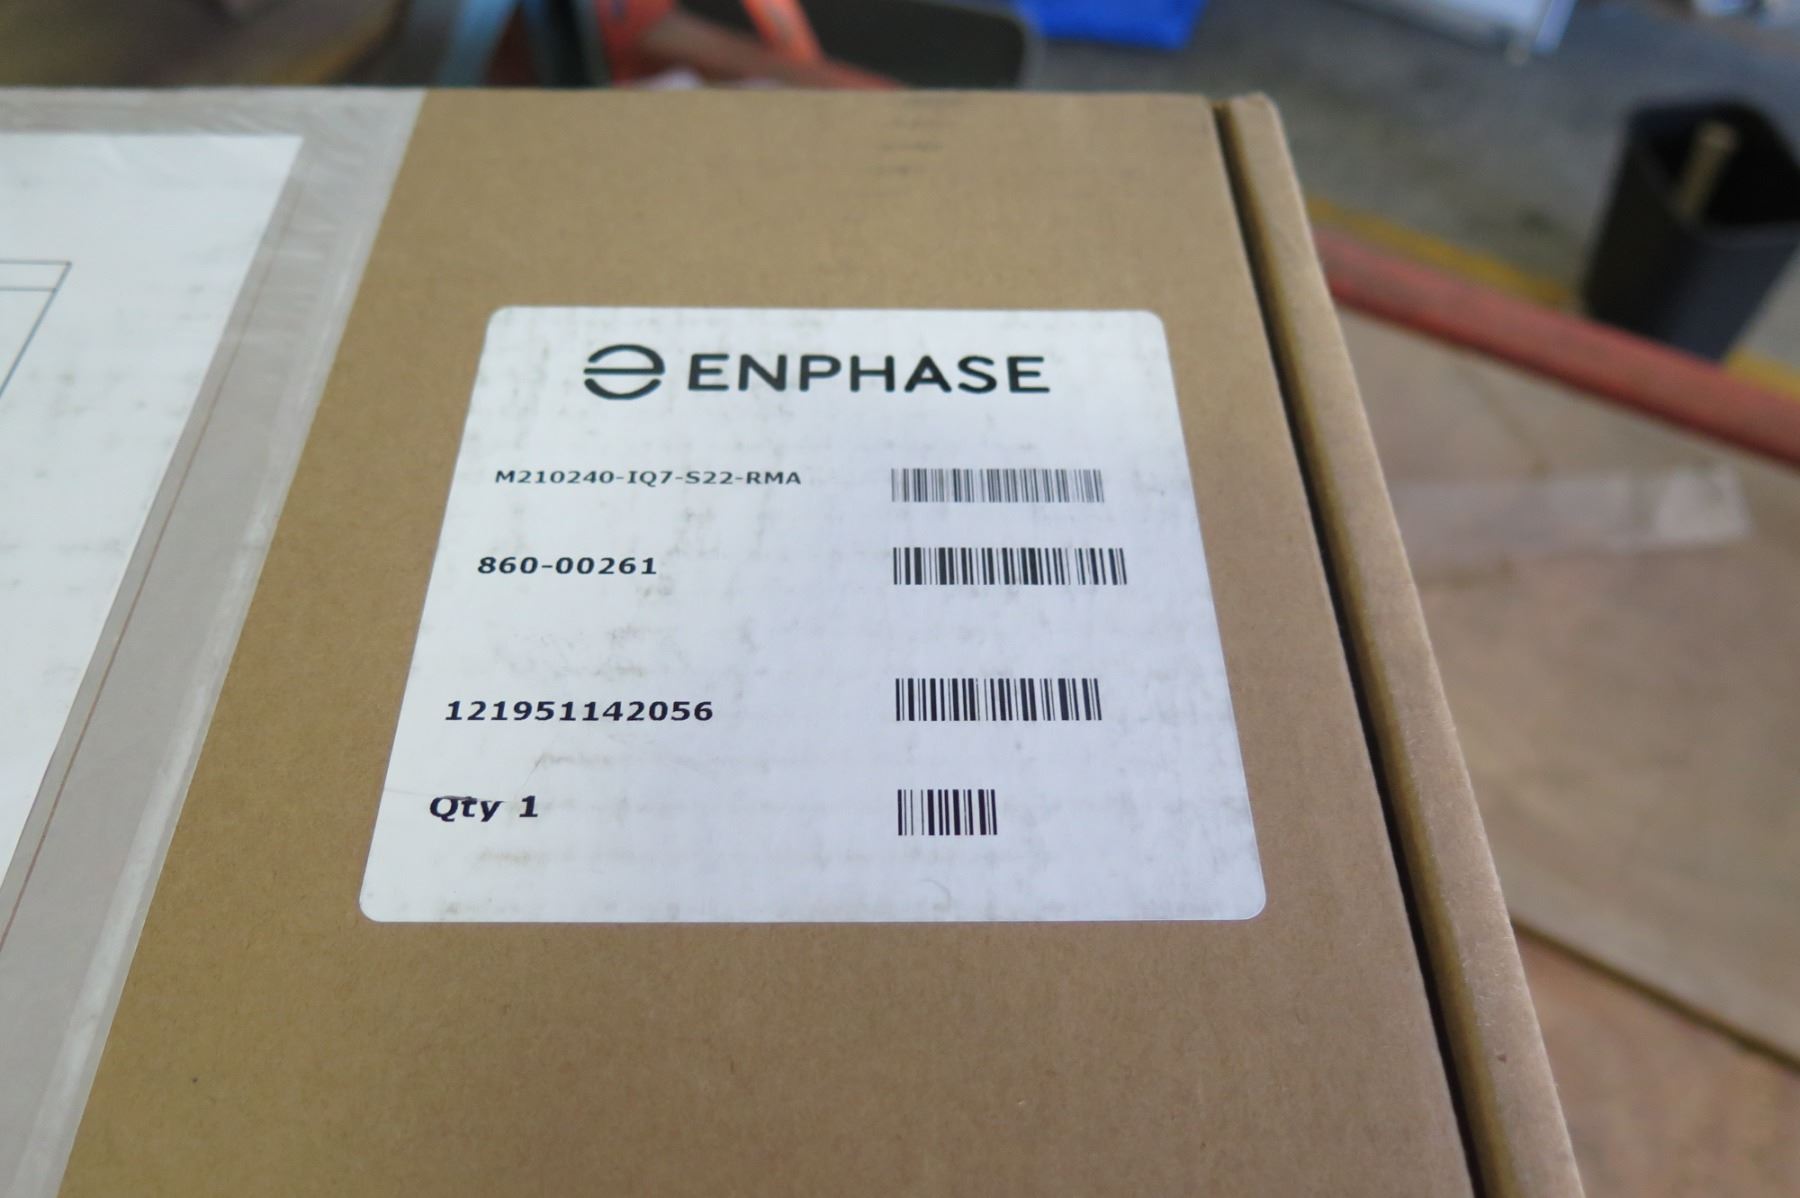 ENPHASE
M210240-IQ7-S22-RMA
860-00261
121951142056
Qty 1